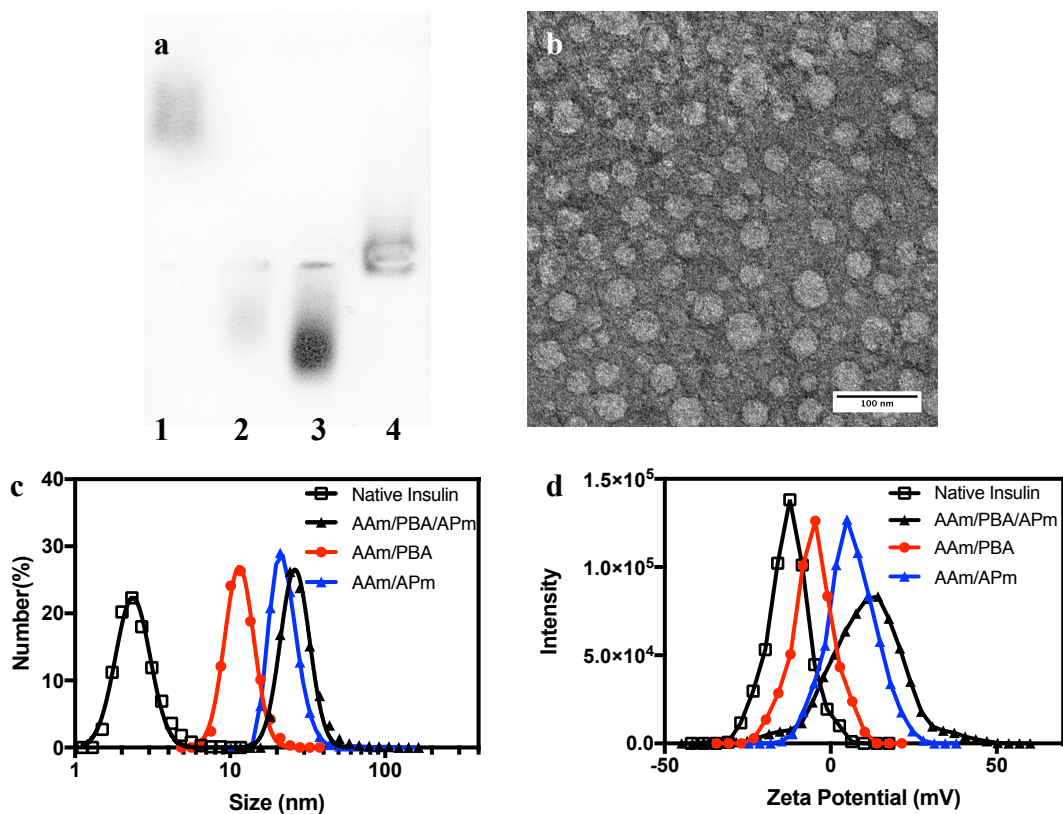 a
1 2 3 4
b
100 nm
c
40
30
20
10
0
Number(%)
1 10 100
Size (nm)
Native Insulin
AAm/PBA/APm
AAm/PBA
AAm/APm
d
1.5×10⁵
1.0×10⁵
5.0×10⁴
0.0
Intensity
-50 0 50
Zeta Potential (mV)
Native Insulin
AAm/PBA/APm
AAm/PBA
AAm/APm